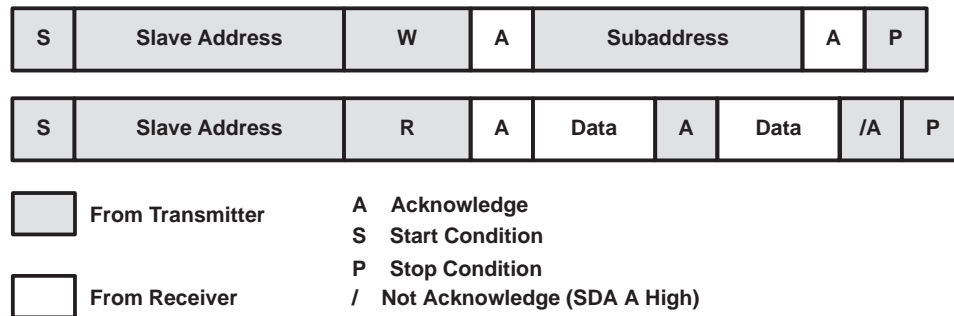 S Slave Address W A Subaddress A P
S Slave Address R A Data A Data /A P
From Transmitter
A Acknowledge
S Start Condition
P Stop Condition
From Receiver
/ Not Acknowledge (SDA A High)